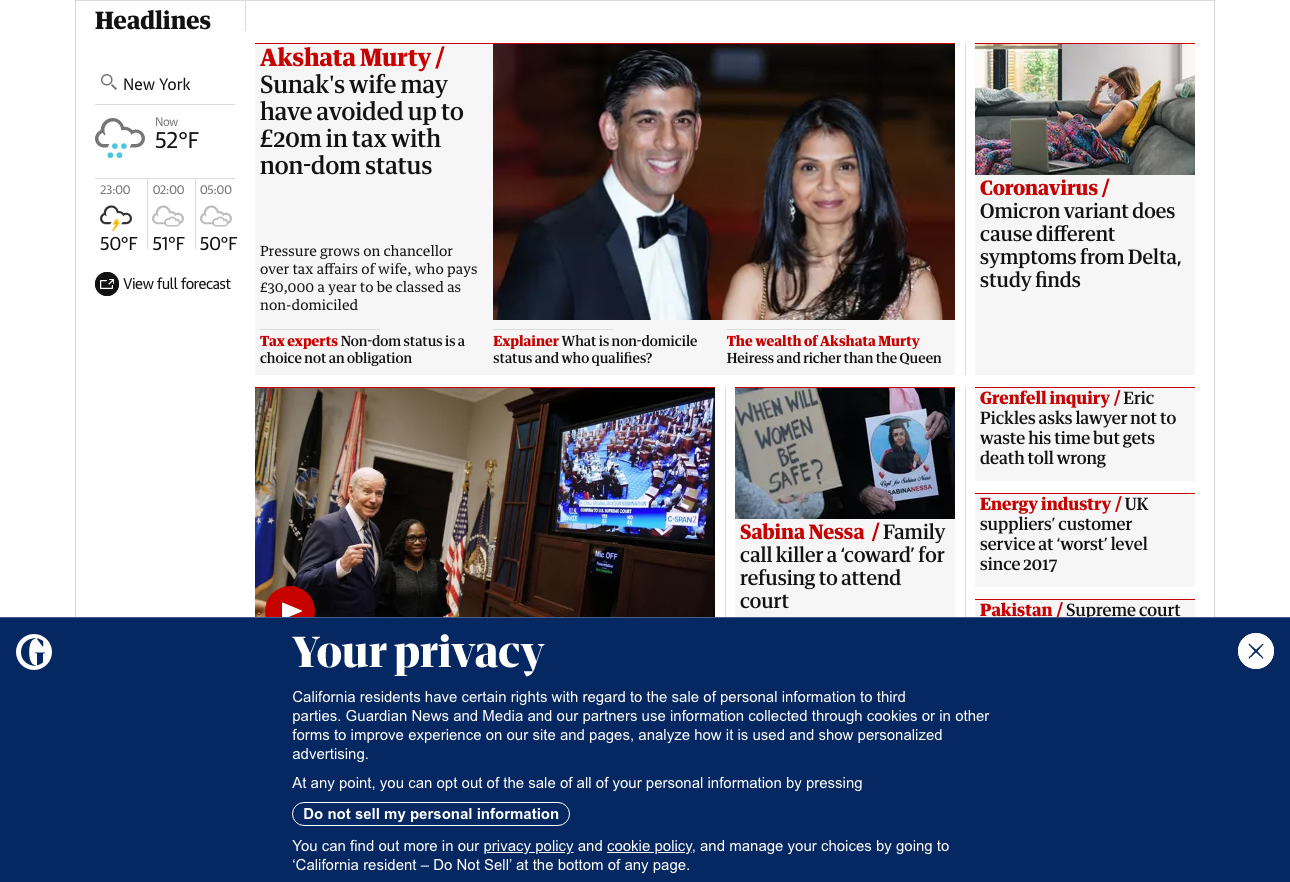 Headlines
New York
Now
52°F
23:00
02:00
05:00
50°F
51°F
50°F
View full forecast
Akshata Murty /
Sunak's wife may
have avoided up to
£20m in tax with
non-dom status
Pressure grows on chancellor
over tax affairs of wife, who pays
£30,000 a year to be classed as
non-domiciled
Tax experts Non-dom status is a
choice not an obligation
Explainer What is non-domicile
status and who qualifies?
The wealth of Akshata Murty
Heiress and richer than the Queen
Coronavirus /
Omicron variant does
cause different
symptoms from Delta,
study finds
C-SPAN2
Mic OFF
WHEN WILL
WOMEN
BE
SAFE?
SABINA NESSA
Sabina Nessa / Family
call killer a ‘coward’ for
refusing to attend
court
Grenfell inquiry / Eric
Pickles asks lawyer not to
waste his time but gets
death toll wrong
Energy industry / UK
suppliers’ customer
service at ‘worst’ level
since 2017
Pakistan / Supreme court
G
Your privacy
California residents have certain rights with regard to the sale of personal information to third
parties. Guardian News and Media and our partners use information collected through cookies or in other
forms to improve experience on our site and pages, analyze how it is used and show personalized
advertising.
At any point, you can opt out of the sale of all of your personal information by pressing
Do not sell my personal information
You can find out more in our privacy policy and cookie policy, and manage your choices by going to
‘California resident – Do Not Sell’ at the bottom of any page.